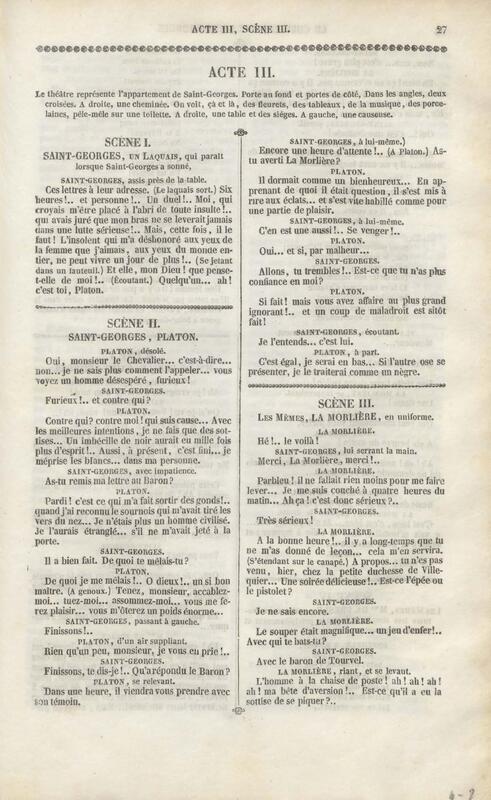 ACTE III, SCÈNE III.
27
ACTE III.
Le théâtre représente l'appartement de Saint-Georges. Porte au fond et portes de côté, Dans les angles, deux
croisées. A droite, une cheminée. On voit, çà et là, des fleurets, des tableaux, de la musique, des porce-
laines, pêle-mêle sur une toilette. A droite, une table et des siéges. A gauche, une causeuse.
SCÈNE I.
SAINT-GEORGES, UN LAQUAIS, qui paraît
lorsque Saint-Georges a sonné,
SAINT-GEORGES, assis près de la table.
Ces lettres à leur adresse. (Le laquais sort.) Six
heures!.. et personne!.. Un duel!.. Moi, qui
croyais m'être placé à l'abri de toute insulte!..
qui avais juré que mon bras ne se leverait jamais
dans une lutte sérieuse!.. Mais, cette fois, il le
faut! L'insolent qui m'a déshonoré aux yeux de
la femme que j'aimais, aux yeux du monde en-
tier, ne peut vivre un jour de plus!.. (Se jetant
dans un fauteuil.) Et elle, mon Dieu! que pense-
t-elle de moi!.. (Écoutant.) Quelqu'un... ah!
c'est toi, Platon.
SCÈNE II.
SAINT-GEORGES, PLATON.
PLATON, désolé.
Oui, monsieur le Chevalier... c'est-à-dire...
non... je ne sais plus comment l'appeler... vous
voyez un homme désespéré, furieux!
SAINT-GEORGES.
Furieux!.. et contre qui?
PLATON.
Contre qui? contre moi! qui suis cause... Avec
les meilleures intentions, je ne fais que des sot-
tises... Un imbécille de noir aurait eu mille fois
plus d'esprit!.. Aussi, à présent, c'est fini... je
méprise les blancs... dans ma personne.
SAINT-GEORGES, avec impatience.
As-tu remis ma lettre au Baron?
PLATON.
Pardi! c'est ce qui m'a fait sortir des gonds!..
quand j'ai reconnu le sournois qui m'avait tiré les
vers du nez... Je n'étais plus un homme civilisé.
Je l'aurais étranglé... s'il ne m'avait jeté à la
porte.
SAINT-GEORGES.
Il a bien fait. De quoi te mêlais-tu?
PLATON.
De quoi je me mêlais!.. O dieux!.. un si bon
maître. (A genoux.) Tenez, monsieur, accablez-
moi... tuez-moi... assommez-moi... vous me fe-
rez plaisir... vous m'ôterez un poids énorme...
SAINT-GEORGES, passant à gauche.
Finissons!..
PLATON, d'un air suppliant.
Rien qu'un peu, monsieur, je vous en prie!..
SAINT-GEORGES.
Finissons, te dis-je!.. Qu'a répondu le Baron?
PLATON, se relevant.
Dans une heure, il viendra vous prendre avec
son témoin.
SAINT-GEORGES, à lui-même.)
Encore une heure d'attente!.. (A Platon.) As-
tu averti La Morlière?
PLATON.
Il dormait comme un bienheureux... En ap-
prenant de quoi il était question, il s'est mis à
rire aux éclats... et s'est vite habillé comme pour
une partie de plaisir.
SAINT-GEORGES, à lui-même.
C'en est une aussi!.. Se venger!..
PLATON.
Oui... et si, par malheur...
SAINT-GEORGES.
Allons, tu trembles!.. Est-ce que tu n'as plus
confiance en moi?
PLATON.
Si fait! mais vous avez affaire au plus grand
ignorant!.. et un coup de maladroit est sitôt
fait!
SAINT-GEORGES, écoutant.
Je l'entends... c'est lui.
PLATON, à part.
C'est égal, je serai en bas... Si l'autre ose se
présenter, je le traiterai comme un nègre.
SCÈNE III.
LES MÊMES, LA MORLIÈRE, en uniforme.
LA MORLIÈRE.
Hé!.. le voilà!
SAINT-GEORGES, lui serrant la main.
Merci, La Morlière, merci!..
LA MORLIÈRE.
Parbleu! il ne fallait rien moins pour me faire
lever... Je me suis couché à quatre heures du
matin... Ah ça! c'est donc sérieux?..
SAINT-GEORGES.
Très sérieux!
LA MORLIÈRE.
A la bonne heure!.. il y a long-temps que tu
ne m'as donné de leçon... cela m'en servira.
(S'étendant sur le canapé.) A propos... tu n'es pas
venu, hier, chez la petite duchesse de Ville-
quier... Une soirée délicieuse!.. Est-ce l'épée ou
le pistolet?
SAINT-GEORGES.
Je ne sais encore.
LA MORLIÈRE.
Le souper était magnifique... un jeu d'enfer!..
Avec qui te bats-tu?
SAINT-GEORGES.
Avec le baron de Tourvel.
LA MORLIÈRE, riant, et se levant.
L'homme à la chaise de poste! ah! ah! ah!
ah! ma bête d'aversion!.. Est-ce qu'il a eu la
sottise de se piquer?..